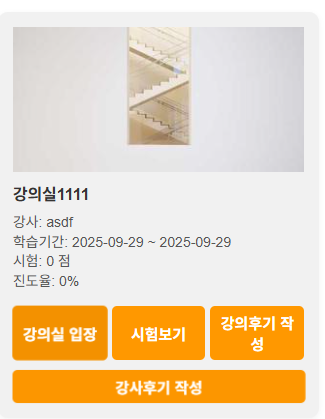 강의실1111
강사: asdf
학습기간: 2025-09-29 ~ 2025-09-29
시험: 0 점
진도율: 0%
강의실 입장
시험보기
강의후기 작
성
강사후기 작성